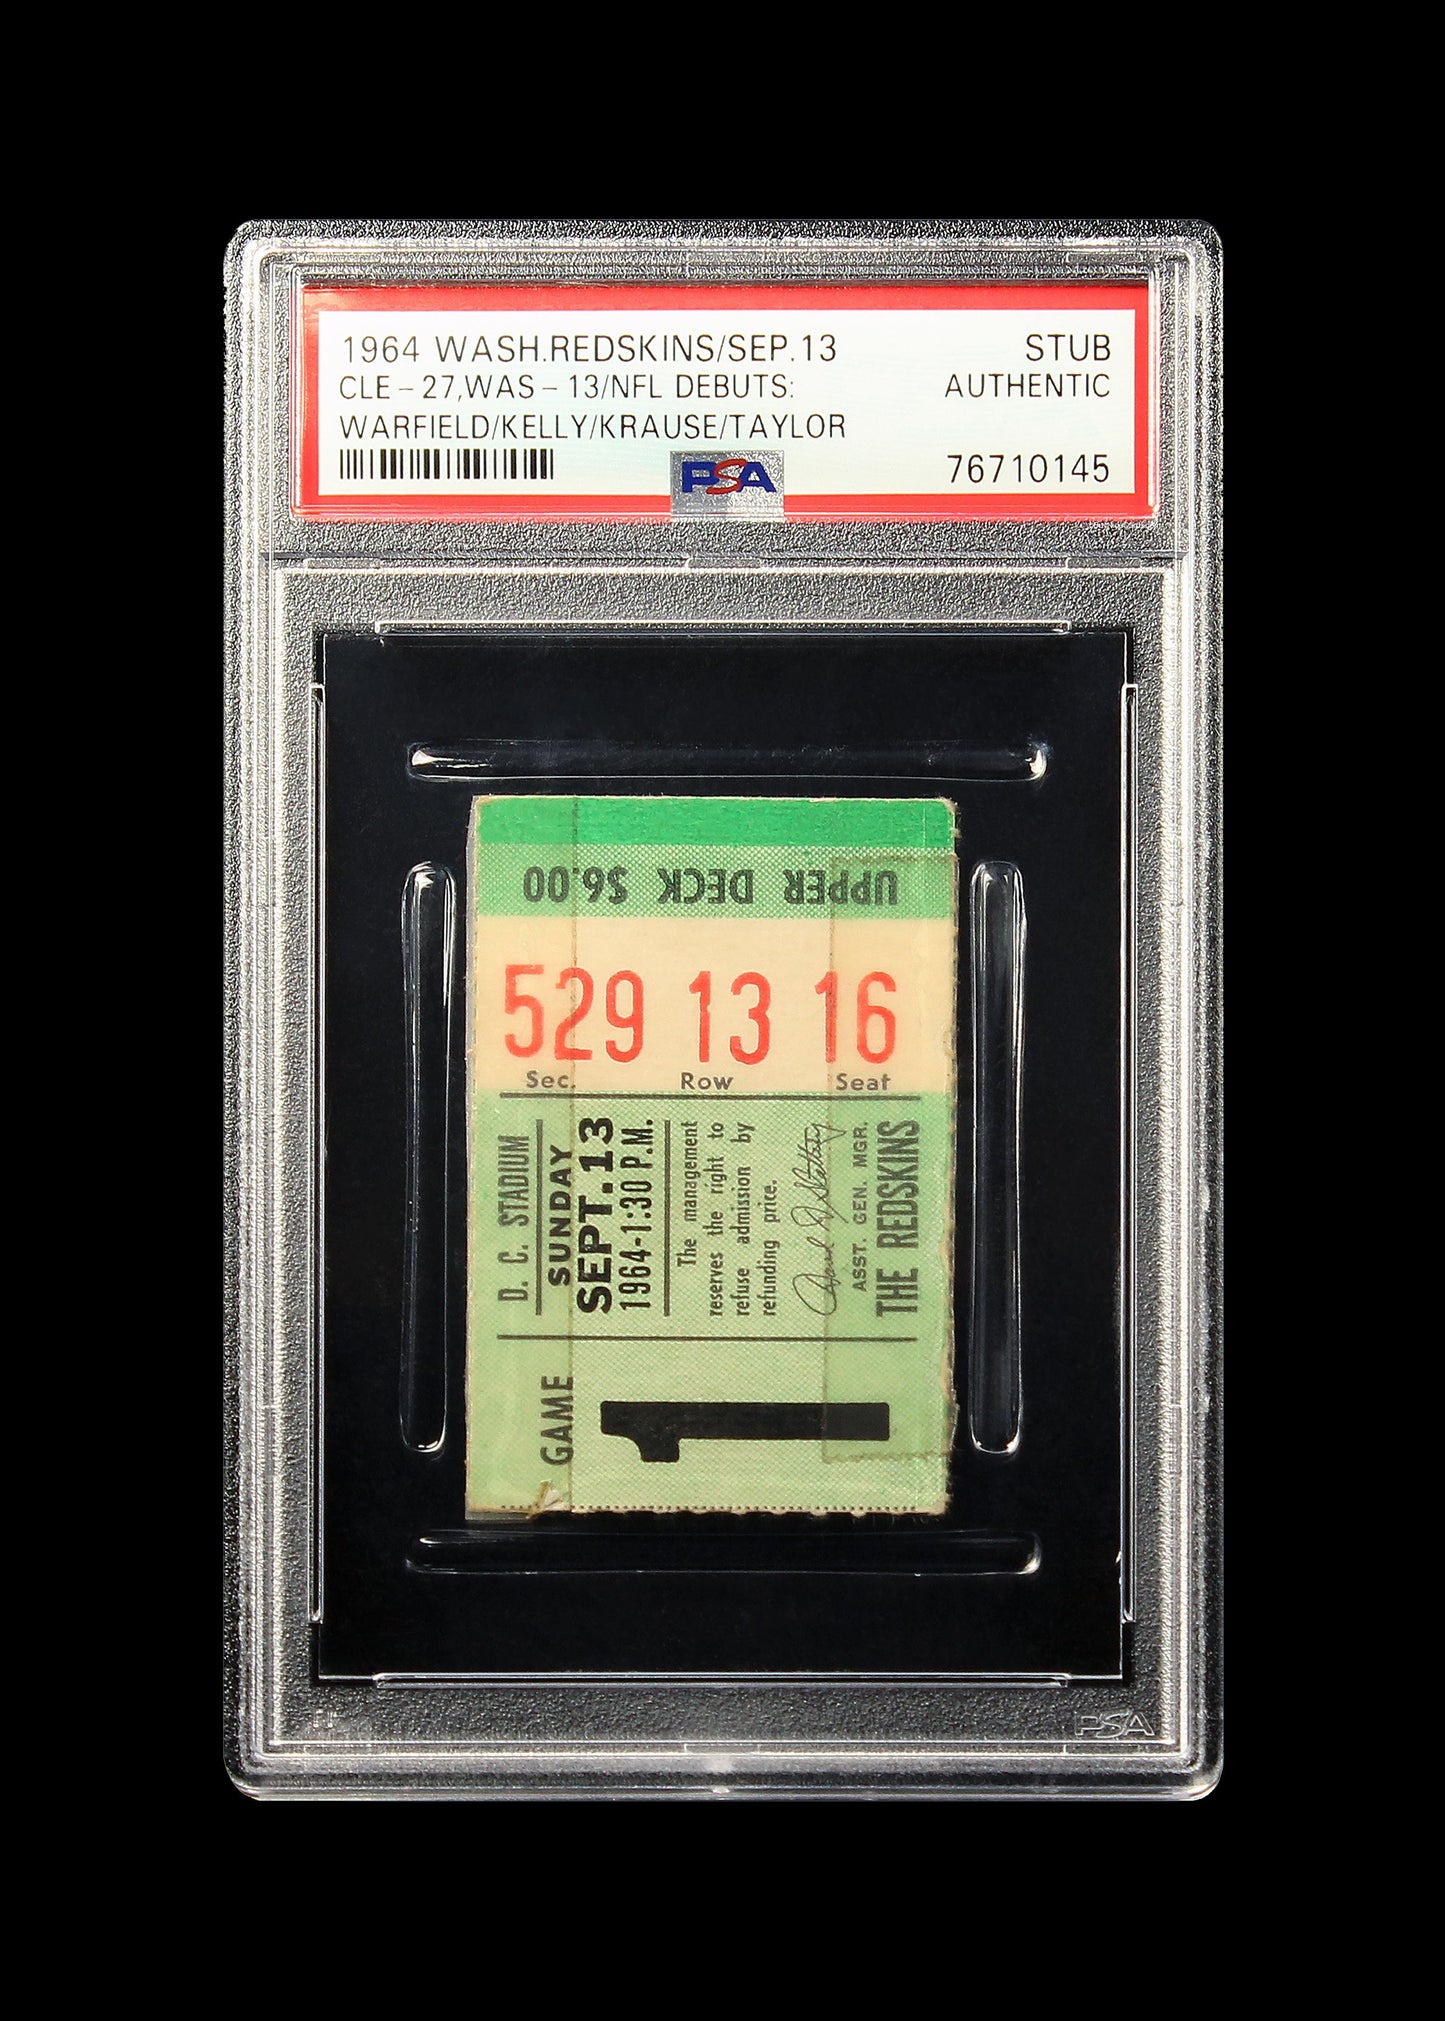 1964 WASH.REDSKINS/SEP.13 STUB
CLE-27,WAS-13/NFL DEBUTS: AUTHENTIC
WARFIELD/KELLY/KRAUSE/TAYLOR
PSA 76710145
UPPER DECK $6.00
529 13 16
Sec. Row Seat
D. C. STADIUM
SUNDAY
SEPT. 13
1964-1:30 P.M.
The management
reserves the right to
refuse admission by
refunding price.
ASST. GEN. MGR.
THE REDSKINS
GAME
1
PSA